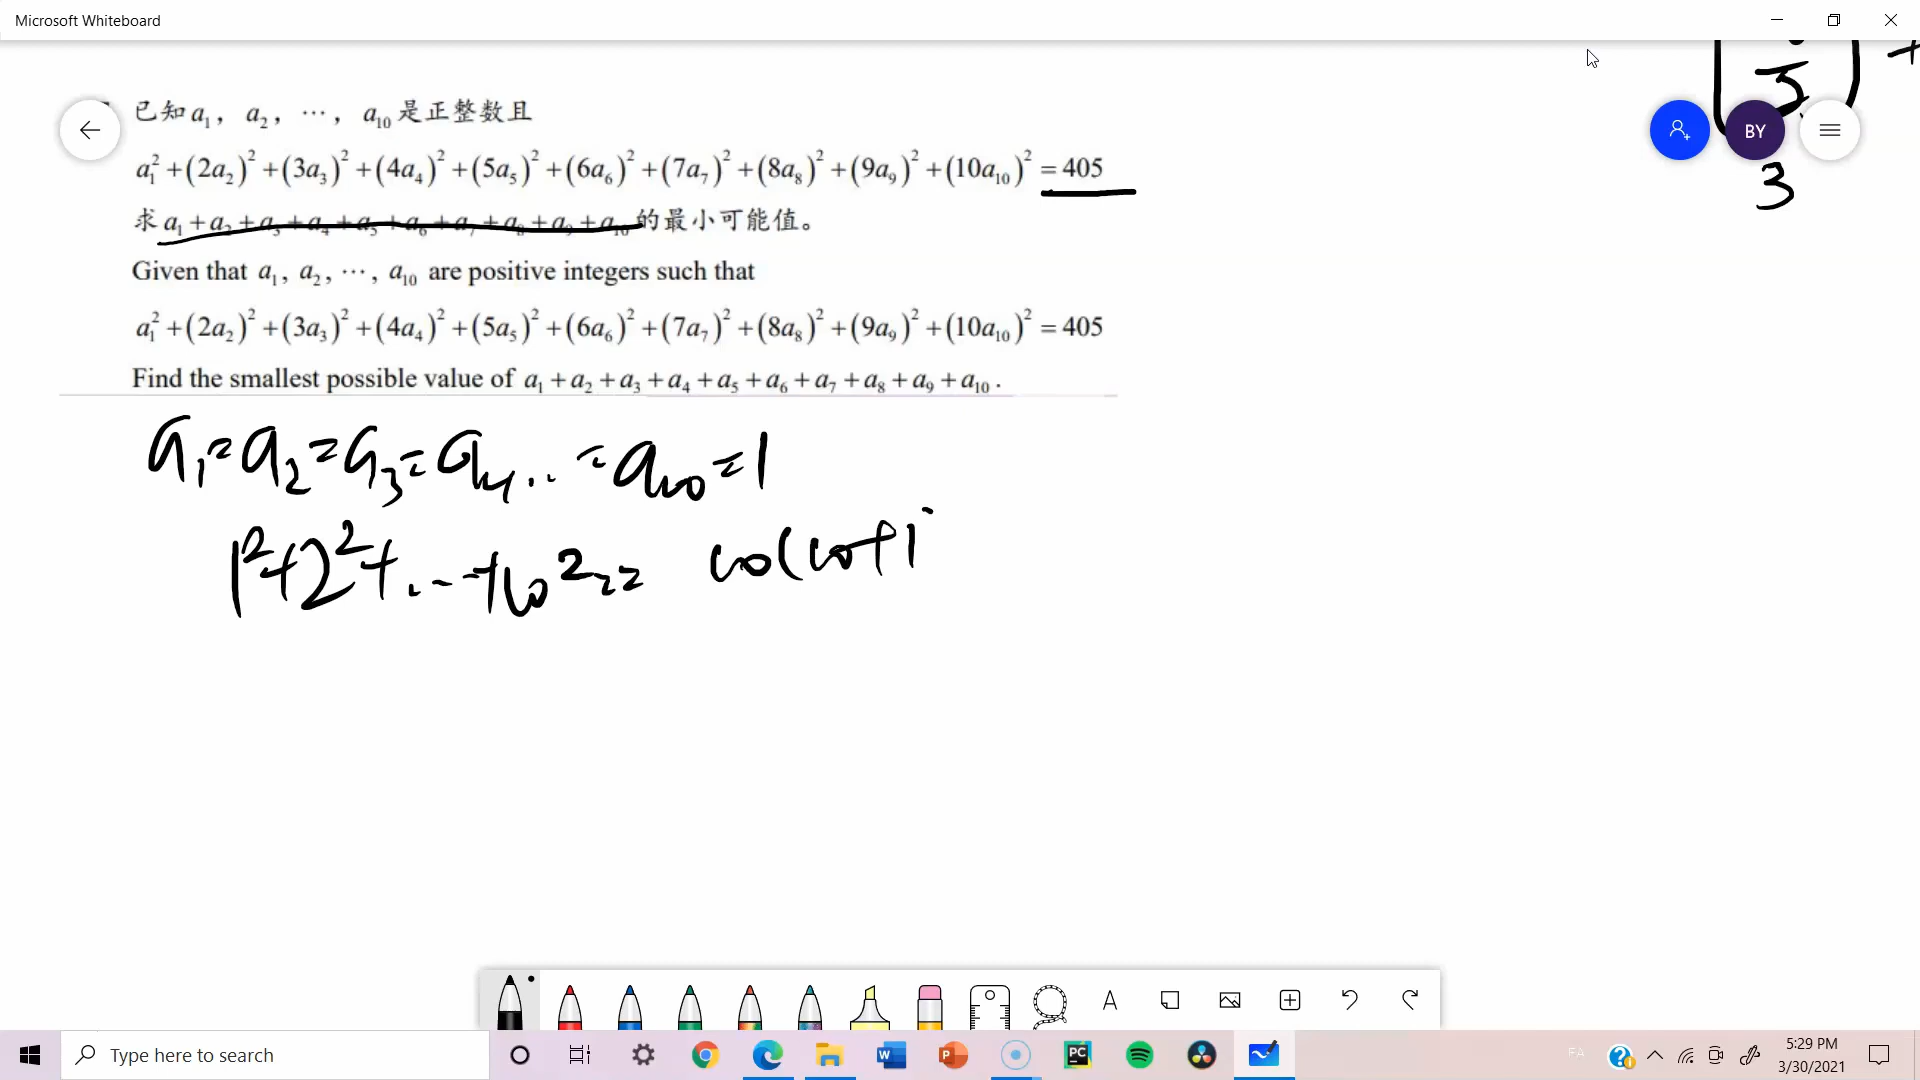 Microsoft Whiteboard
已知 a₁, a₂, ⋯, a₁₀ 是正整数且
a₁² + (2a₂)² + (3a₃)² + (4a₄)² + (5a₅)² + (6a₆)² + (7a₇)² + (8a₈)² + (9a₉)² + (10a₁₀)² = 405
求 a₁ + a₂ + a₃ + a₄ + a₅ + a₆ + a₇ + a₈ + a₉ + a₁₀ 的最小可能值。
Given that a₁, a₂, ⋯, a₁₀ are positive integers such that
a₁² + (2a₂)² + (3a₃)² + (4a₄)² + (5a₅)² + (6a₆)² + (7a₇)² + (8a₈)² + (9a₉)² + (10a₁₀)² = 405
Find the smallest possible value of a₁ + a₂ + a₃ + a₄ + a₅ + a₆ + a₇ + a₈ + a₉ + a₁₀.
a₁ = a₂ = a₃ = a₄ .. = a₁₀ = 1
1² + 2² + ... + 10² = 10(10+1
5
BY
3
A
Type here to search
5:29 PM
3/30/2021